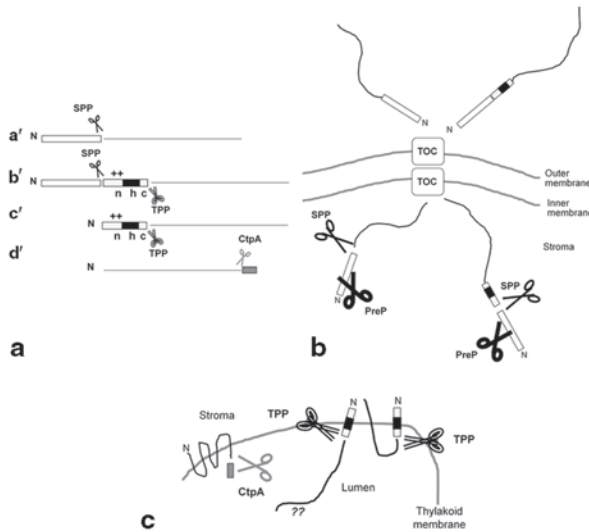 a
SPP
a′ N
SPP
b′ N ++
n h c
TPP
c′ N ++
n h c
TPP
CtpA
d′ N
a
N N
TOC
Outer
membrane
TOC
Inner
membrane
SPP
Stroma
N
PreP
SPP
PreP
N
b
N N
Stroma
TPP
N
TPP
CtpA
??
Lumen
Thylakoid
membrane
c